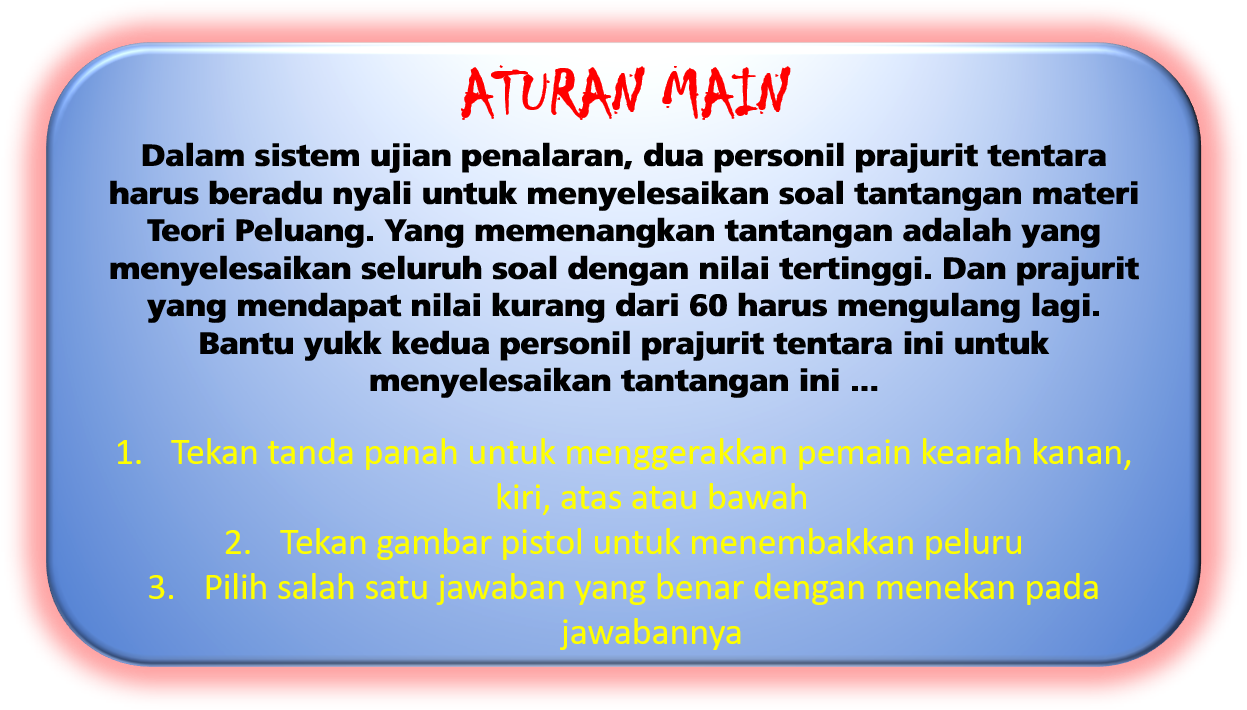 ATURAN MAIN
Dalam sistem ujian penalaran, dua personil prajurit tentara
harus beradu nyali untuk menyelesaikan soal tantangan materi
Teori Peluang. Yang memenangkan tantangan adalah yang
menyelesaikan seluruh soal dengan nilai tertinggi. Dan prajurit
yang mendapat nilai kurang dari 60 harus mengulang lagi.
Bantu yukk kedua personil prajurit tentara ini untuk
menyelesaikan tantangan ini ...
1. Tekan tanda panah untuk menggerakkan pemain kearah kanan,
kiri, atas atau bawah
2. Tekan gambar pistol untuk menembakkan peluru
3. Pilih salah satu jawaban yang benar dengan menekan pada
jawabannya